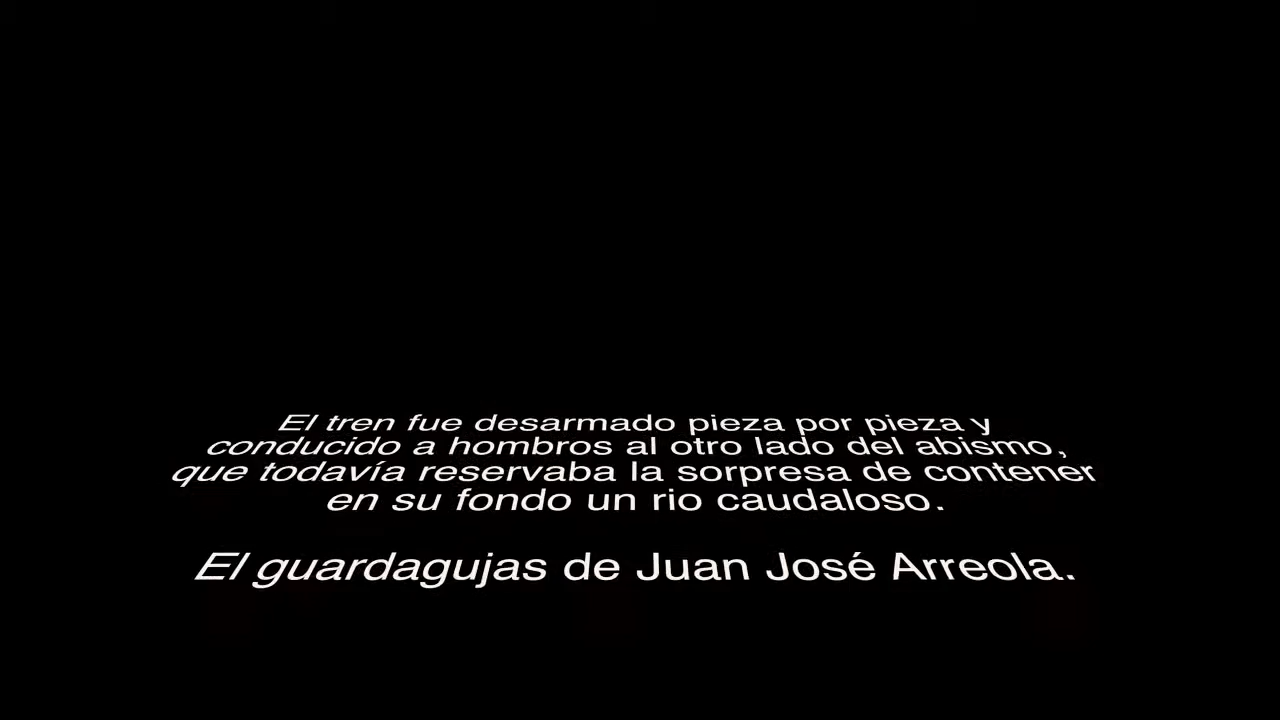 El tren fue desarmado pieza por pieza y
conducido a hombros al otro lado del abismo,
que todavía reservaba la sorpresa de contener
en su fondo un rio caudaloso.
El guardagujas de Juan José Arreola.